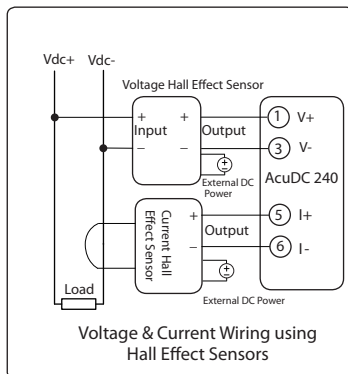 Vdc+ Vdc-
Voltage Hall Effect Sensor
+ + 1 V+
Input Output
− − 3 V-
AcuDC 240
External DC
Power
Current Hall
Effect Sensor
+ 5 I+
Output
− 6 I-
+
−
External DC Power
Load
Voltage & Current Wiring using
Hall Effect Sensors